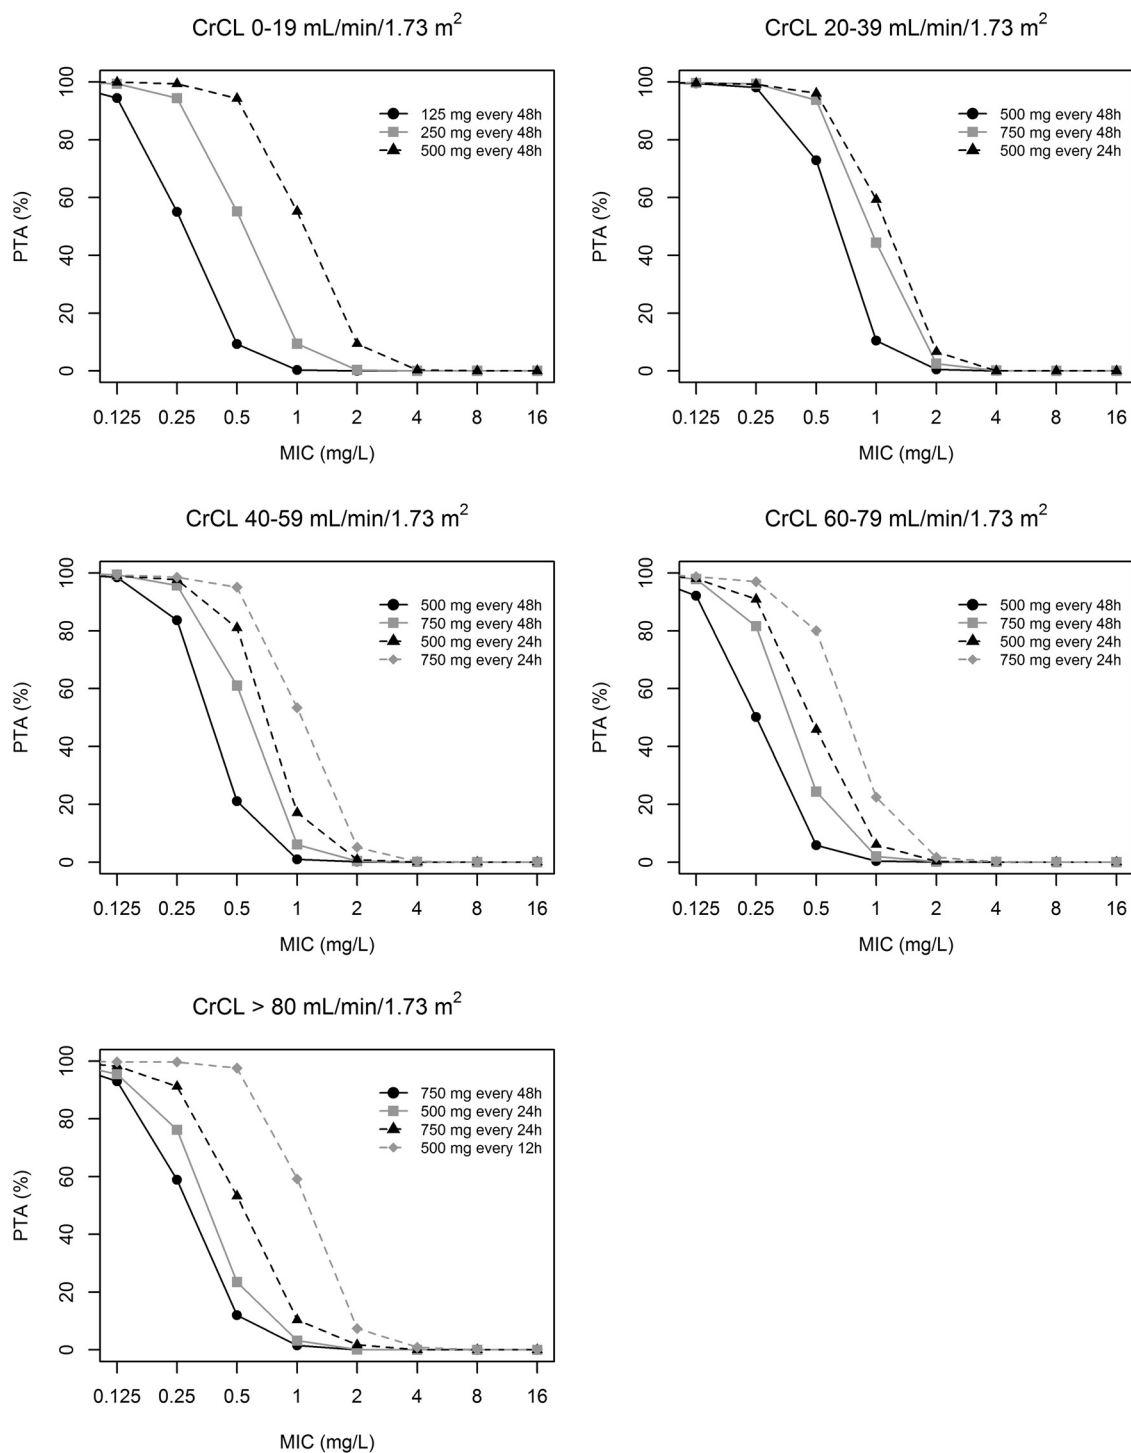 CrCL 0-19 mL/min/1.73 m²
PTA (%)
100
80
60
40
20
0
125 mg every 48h
250 mg every 48h
500 mg every 48h
0.125 0.25 0.5 1 2 4 8 16
MIC (mg/L)
CrCL 20-39 mL/min/1.73 m²
PTA (%)
100
80
60
40
20
0
500 mg every 48h
750 mg every 48h
500 mg every 24h
0.125 0.25 0.5 1 2 4 8 16
MIC (mg/L)
CrCL 40-59 mL/min/1.73 m²
PTA (%)
100
80
60
40
20
0
500 mg every 48h
750 mg every 48h
500 mg every 24h
750 mg every 24h
0.125 0.25 0.5 1 2 4 8 16
MIC (mg/L)
CrCL 60-79 mL/min/1.73 m²
PTA (%)
100
80
60
40
20
0
500 mg every 48h
750 mg every 48h
500 mg every 24h
750 mg every 24h
0.125 0.25 0.5 1 2 4 8 16
MIC (mg/L)
CrCL > 80 mL/min/1.73 m²
PTA (%)
100
80
60
40
20
0
750 mg every 48h
500 mg every 24h
750 mg every 24h
500 mg every 12h
0.125 0.25 0.5 1 2 4 8 16
MIC (mg/L)